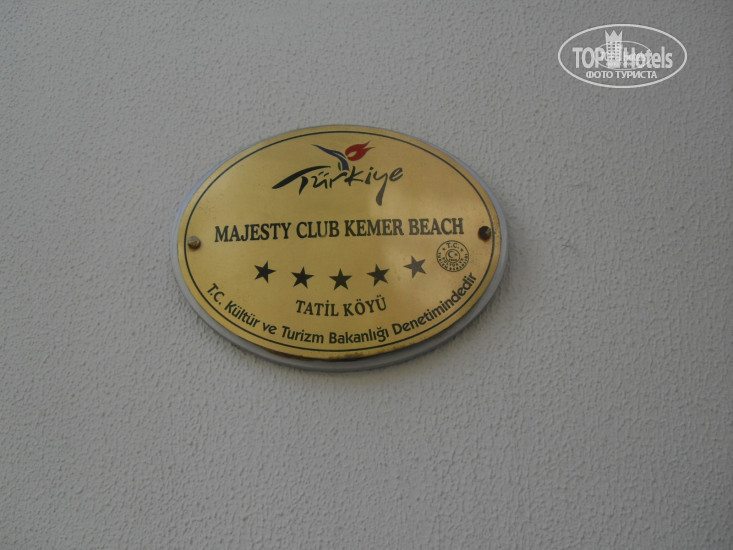 TOP Hotels
ФОТО ТУРИСТА
Türkiye
MAJESTY CLUB KEMER BEACH
T.C.
TATİL KÖYÜ
T.C. Kültür ve Turizm Bakanlığı Denetimindedir